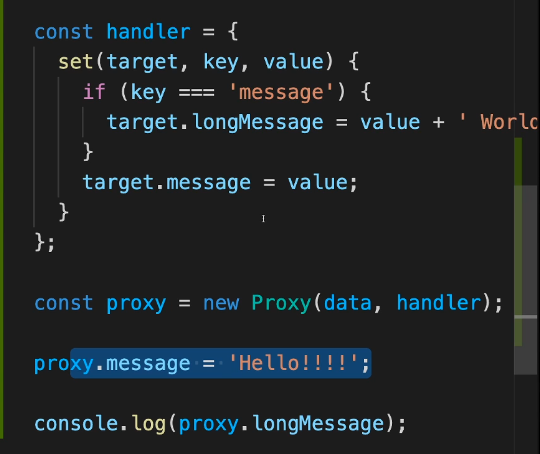 const handler = {
set(target, key, value) {
if (key === 'message') {
target.longMessage = value + ' World
}
target.message = value;
}
};
const proxy = new Proxy(data, handler);
proxy.message = 'Hello!!!!';
console.log(proxy.longMessage);